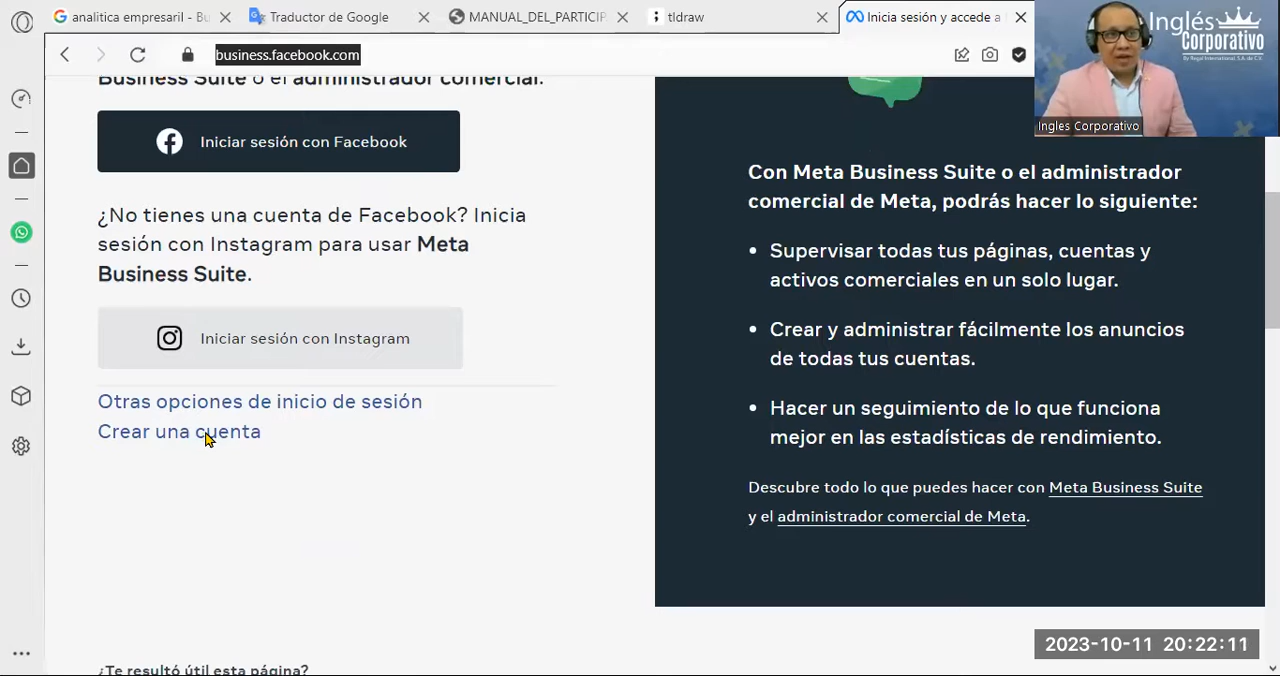 analitica empresaril - Bu
Traductor de Google
MANUAL_DEL_PARTICIP
tldraw
Inicia sesión y accede a
business.facebook.com
Inglés
Corporativo
By Regal International, S.A. de C.V.
Ingles Corporativo
Business Suite o el administrador comercial.
Iniciar sesión con Facebook
¿No tienes una cuenta de Facebook? Inicia
sesión con Instagram para usar Meta
Business Suite.
Iniciar sesión con Instagram
Otras opciones de inicio de sesión
Crear una cuenta
Con Meta Business Suite o el administrador
comercial de Meta, podrás hacer lo siguiente:
• Supervisar todas tus páginas, cuentas y
activos comerciales en un solo lugar.
• Crear y administrar fácilmente los anuncios
de todas tus cuentas.
• Hacer un seguimiento de lo que funciona
mejor en las estadísticas de rendimiento.
Descubre todo lo que puedes hacer con Meta Business Suite
y el administrador comercial de Meta.
¿Te resultó útil esta página?
2023-10-11 20:22:11